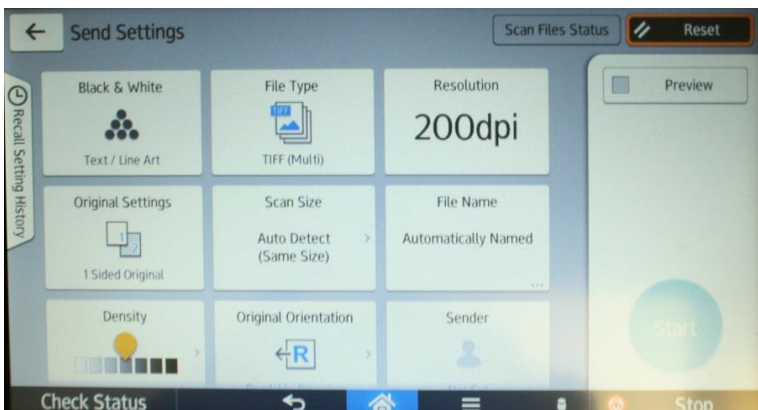 Send Settings
Scan Files Status
Reset
Recall Setting History
Black & White
Text / Line Art
File Type
TIFF
TIFF (Multi)
Resolution
200dpi
Preview
Original Settings
1
2
1 Sided Original
Scan Size
Auto Detect
(Same Size)
File Name
Automatically Named
...
Density
Original Orientation
R
Sender
Start
Check Status
Stop